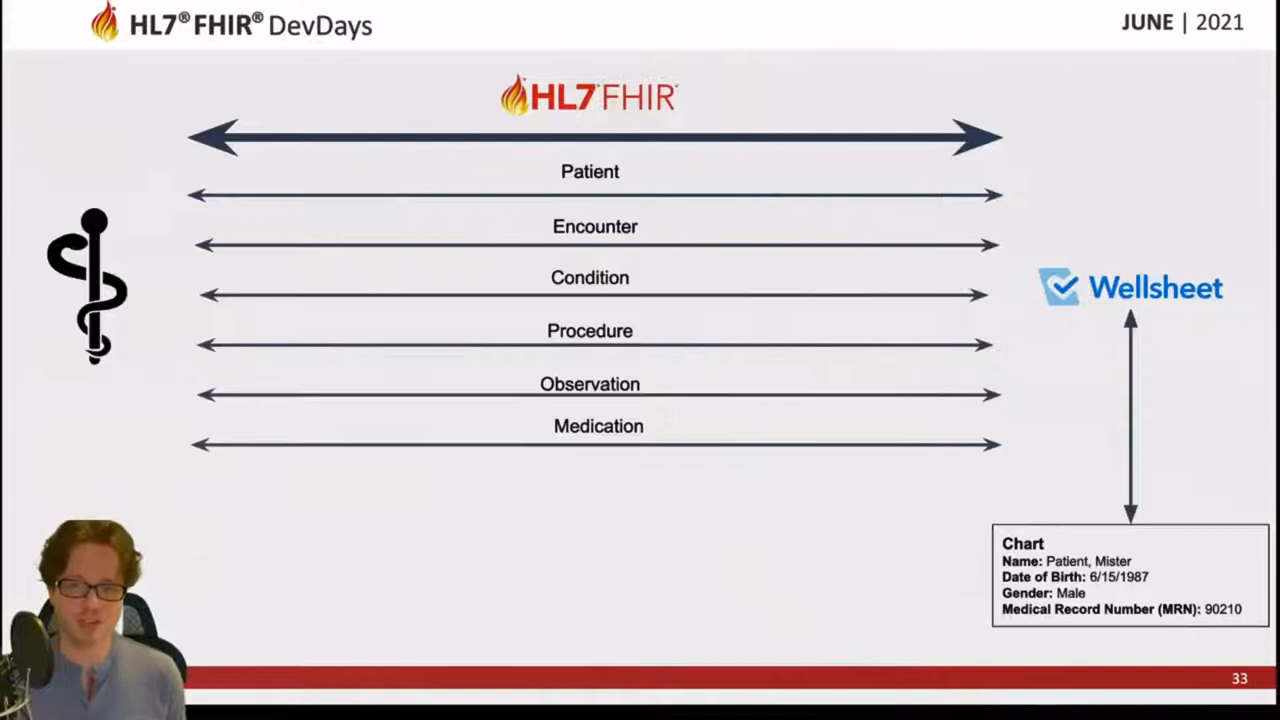 HL7® FHIR® DevDays
JUNE | 2021
HL7 FHIR
Patient
Encounter
Condition
Procedure
Observation
Medication
Wellsheet
Chart
Name: Patient, Mister
Date of Birth: 6/15/1987
Gender: Male
Medical Record Number (MRN): 90210
33